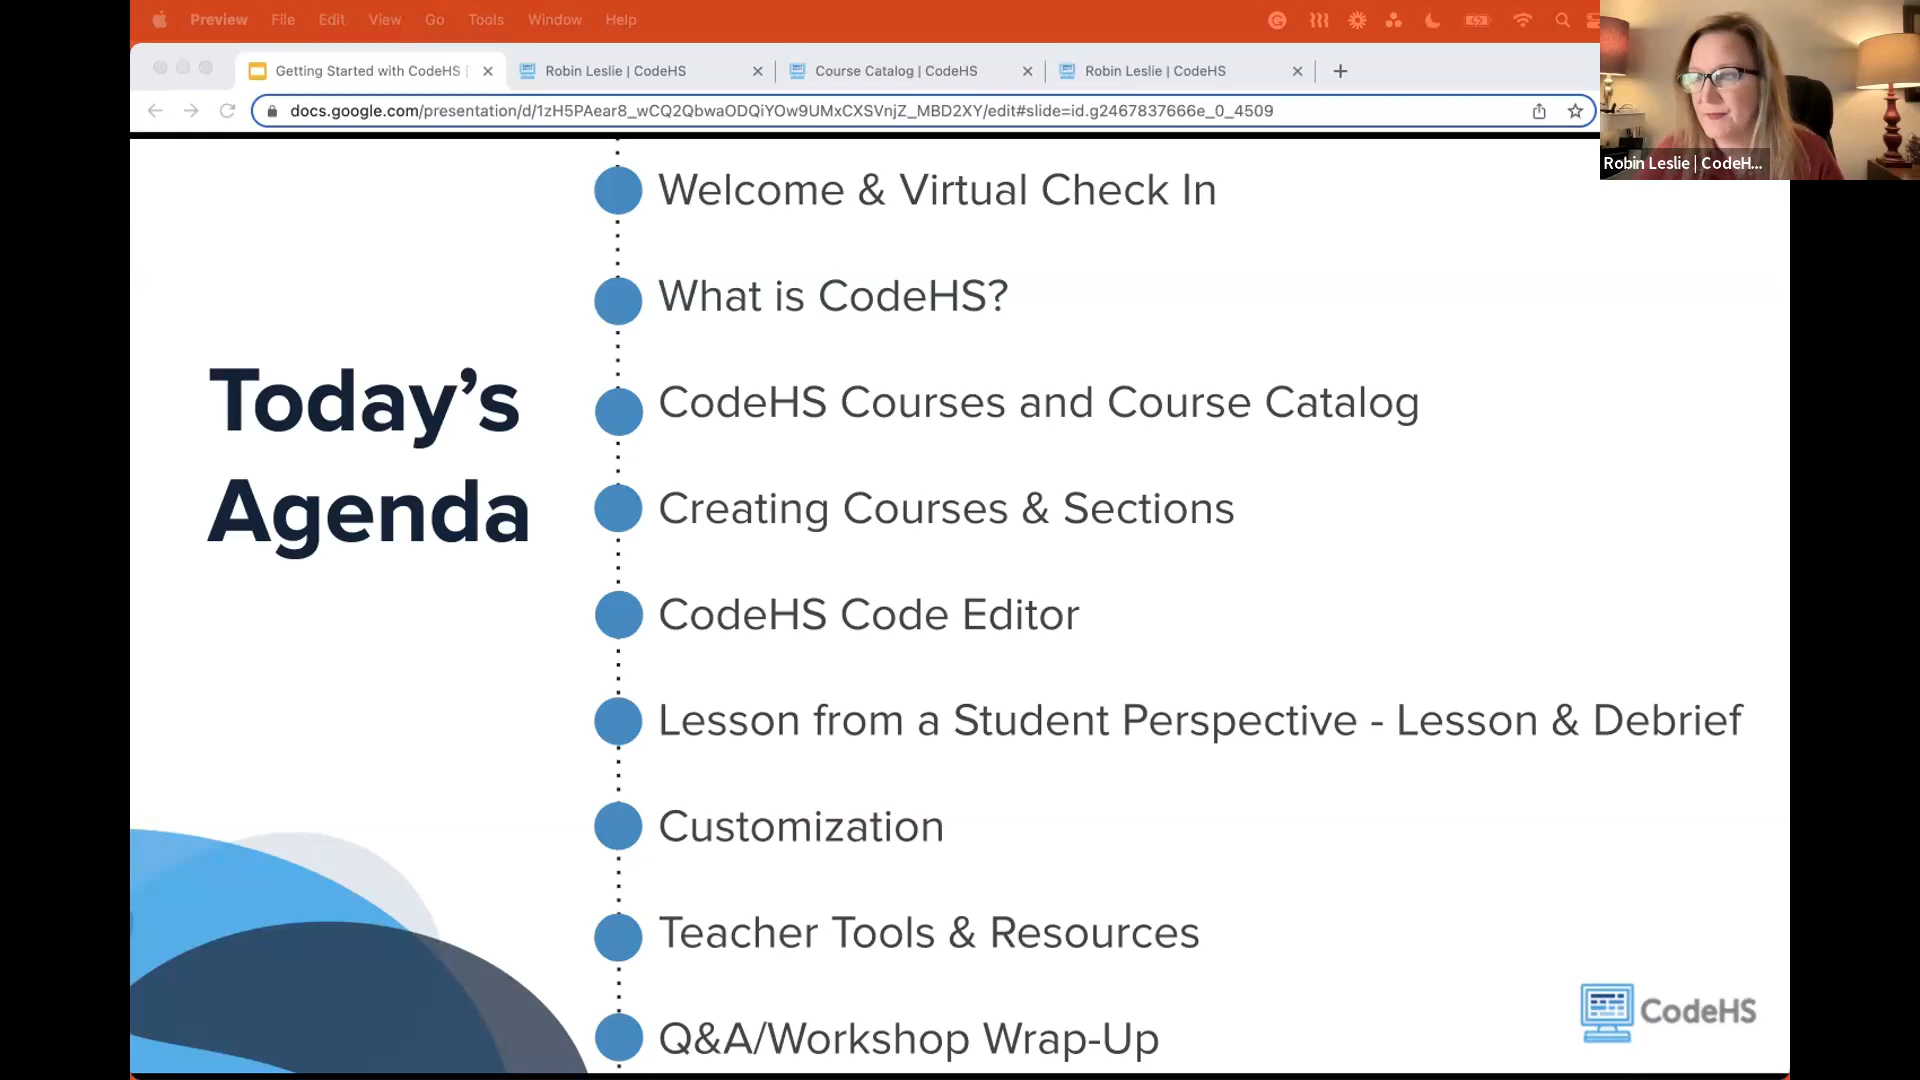 Preview File Edit View Go Tools Window Help
Getting Started with CodeHS
Robin Leslie | CodeHS
Course Catalog | CodeHS
Robin Leslie | CodeHS
docs.google.com/presentation/d/1zH5PAear8_wCQ2QbwaODQiYOw9UMxCXSVnjZ_MBD2XY/edit#slide=id.g2467837666e_0_4509
Robin Leslie | CodeH...
Today’s
Agenda
Welcome & Virtual Check In
What is CodeHS?
CodeHS Courses and Course Catalog
Creating Courses & Sections
CodeHS Code Editor
Lesson from a Student Perspective - Lesson & Debrief
Customization
Teacher Tools & Resources
Q&A/Workshop Wrap-Up
CodeHS